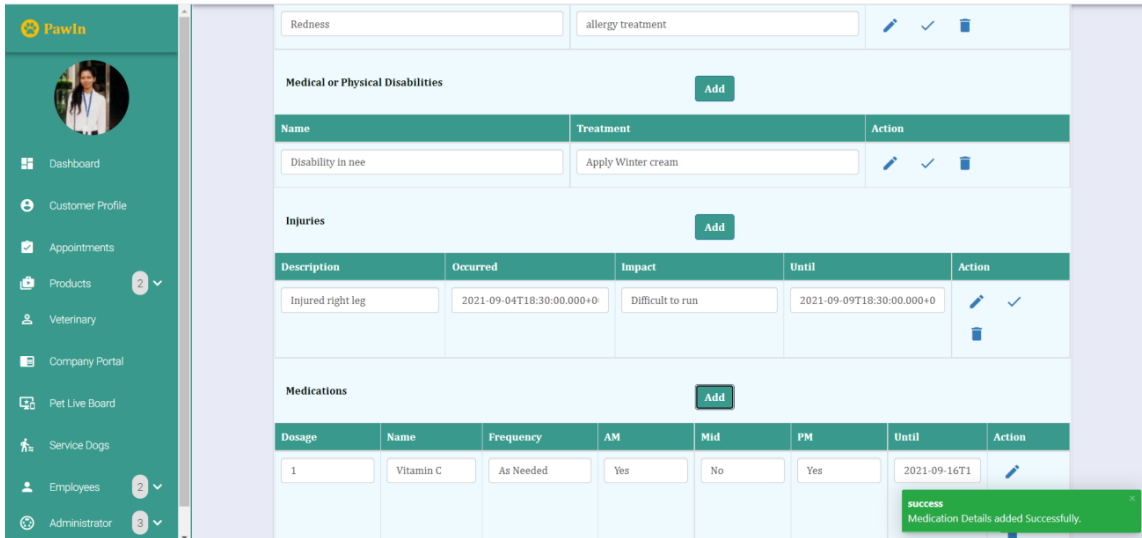 PawIn
Dashboard
Customer Profile
Appointments
Products 2
Veterinary
Company Portal
Pet Live Board
Service Dogs
Employees 2
Administrator 3
Redness allergy treatment
Medical or Physical Disabilities Add
Name Treatment Action
Disability in nee Apply Winter cream
Injuries Add
Description Occurred Impact Until Action
Injured right leg 2021-09-04T18:30:00.000+0 Difficult to run 2021-09-09T18:30:00.000+0
Medications Add
Dosage Name Frequency AM Mid PM Until Action
1 Vitamin C As Needed Yes No Yes 2021-09-16T1
success ×
Medication Details added Successfully.